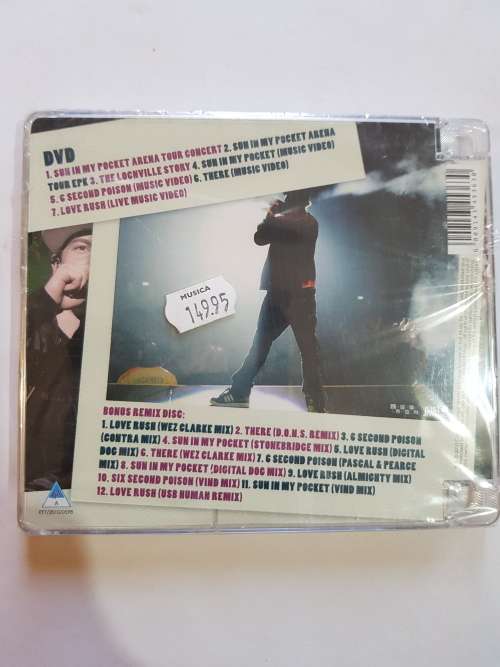 DVD
1. SUN IN MY POCKET ARENA TOUR CONCERT 2. SUN IN MY POCKET ARENA
TOUR EPK 3. THE LOCNVILLE STORY 4. SUN IN MY POCKET (MUSIC VIDEO)
5. 6 SECOND POISON (MUSIC VIDEO) 6. THERE (MUSIC VIDEO)
7. LOVE RUSH (LIVE MUSIC VIDEO)
MUSICA
149.95
BONUS REMIX DISC:
1. LOVE RUSH (WEZ CLARKE MIX) 2. THERE (D.O.N.S. REMIX) 3. 6 SECOND POISON
(CONTRA MIX) 4. SUN IN MY POCKET (STONEBRIDGE MIX) 5. LOVE RUSH (DIGITAL
DOG MIX) 6. THERE (WEZ CLARKE MIX) 7. 6 SECOND POISON (PASCAL & PEARCE
MIX) 8. SUN IN MY POCKET (DIGITAL DOG MIX) 9. LOVE RUSH (ALMIGHTY MIX)
10. SIX SECOND POISON (VIND MIX) 11. SUN IN MY POCKET (VIND MIX)
12. LOVE RUSH (USB HUMAN REMIX)
A